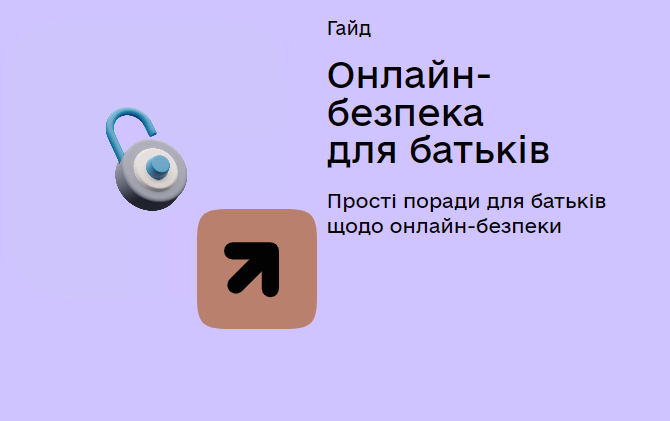 Гайд
Онлайн-
безпека
для батьків
Прості поради для батьків
щодо онлайн-безпеки